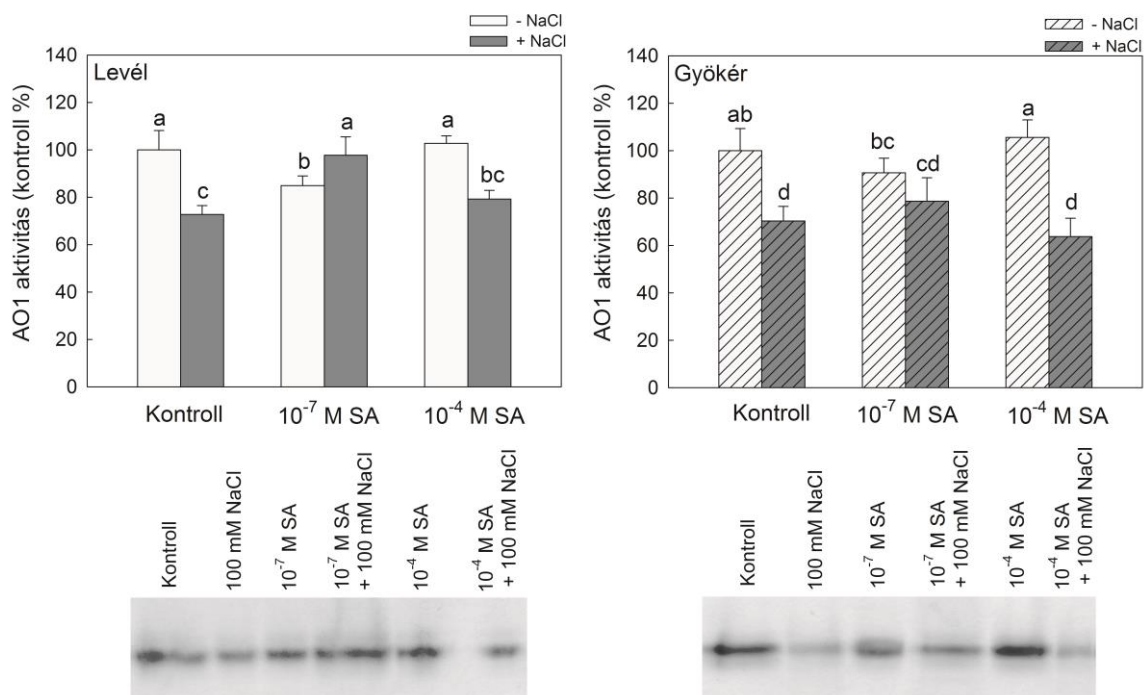 - NaCl
+ NaCl
Levél
AO1 aktivitás (kontroll %)
140
120
100
80
60
40
20
0
a
c
b
a
a
bc
Kontroll
10⁻⁷ M SA
10⁻⁴ M SA
Kontroll
100 mM NaCl
10⁻⁷ M SA
10⁻⁷ M SA
+ 100 mM NaCl
10⁻⁴ M SA
10⁻⁴ M SA
+ 100 mM NaCl
- NaCl
+ NaCl
Gyökér
AO1 aktivitás (kontroll %)
140
120
100
80
60
40
20
0
ab
d
bc
cd
a
d
Kontroll
10⁻⁷ M SA
10⁻⁴ M SA
Kontroll
100 mM NaCl
10⁻⁷ M SA
10⁻⁷ M SA
+ 100 mM NaCl
10⁻⁴ M SA
10⁻⁴ M SA
+ 100 mM NaCl